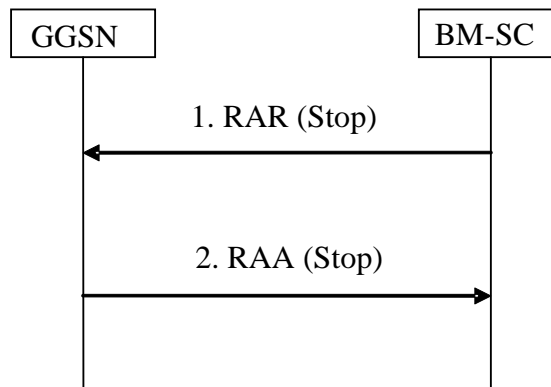 GGSN
BM-SC
1. RAR (Stop)
2. RAA (Stop)